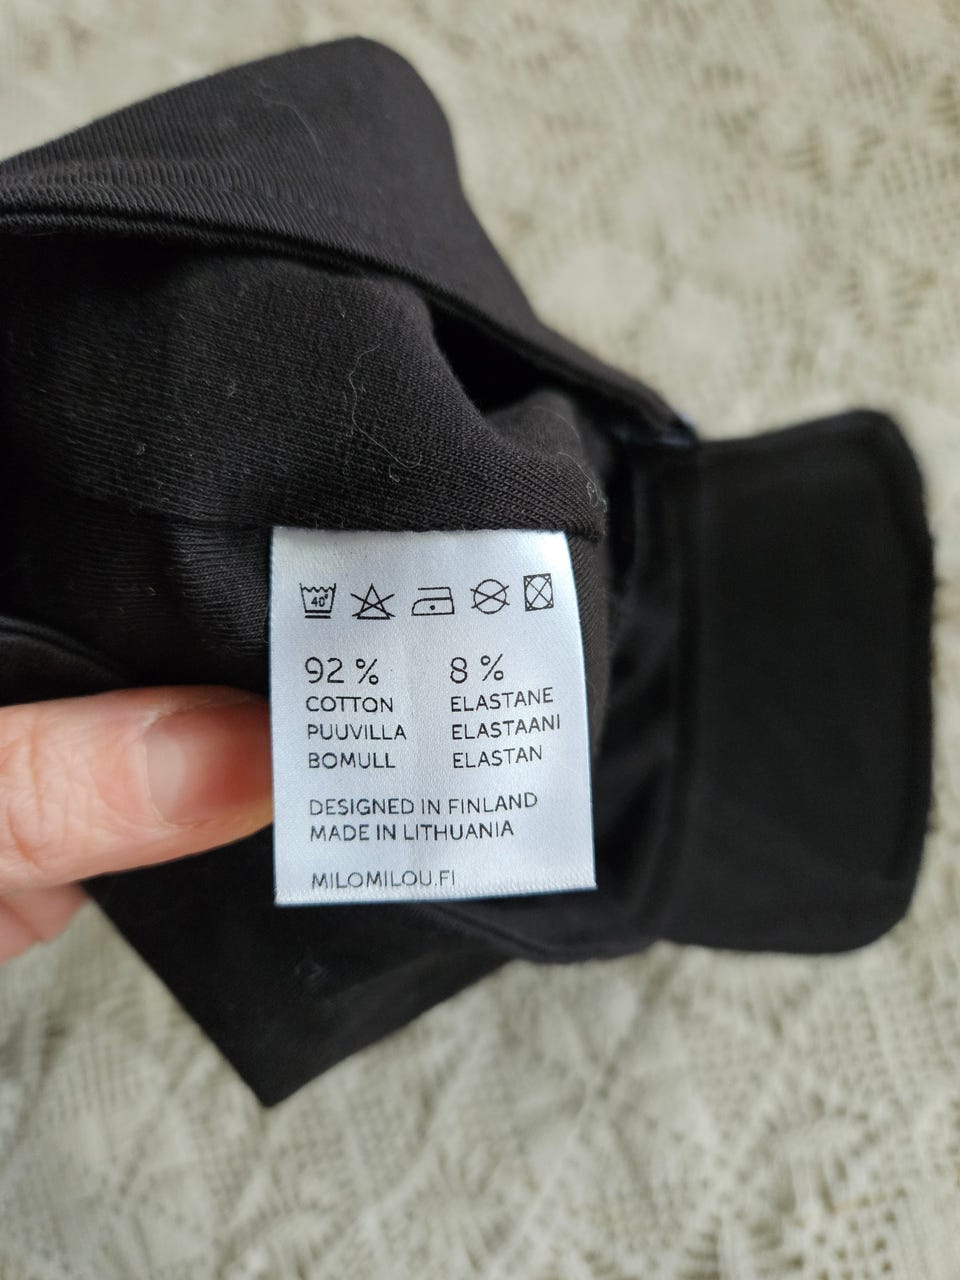 40°
92 % 8 %
COTTON ELASTANE
PUUVILLA ELASTAANI
BOMULL ELASTAN
DESIGNED IN FINLAND
MADE IN LITHUANIA
MILOMILOU.FI